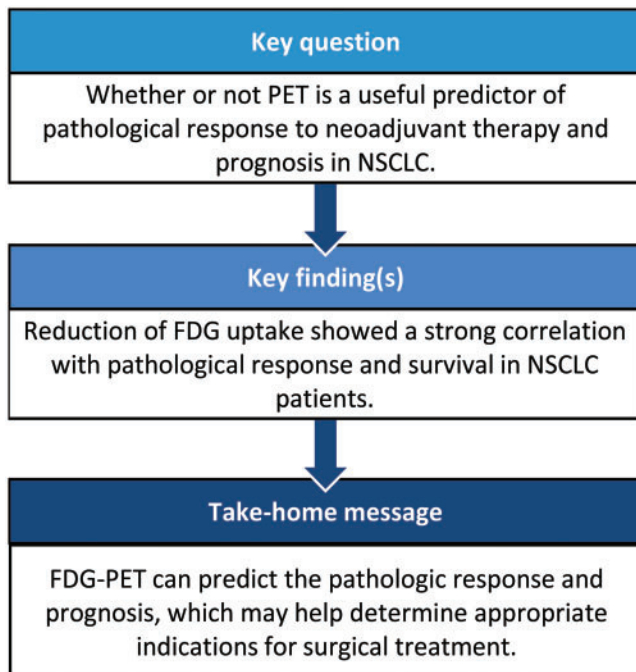 Key question
Whether or not PET is a useful predictor of
pathological response to neoadjuvant therapy and
prognosis in NSCLC.
Key finding(s)
Reduction of FDG uptake showed a strong correlation
with pathological response and survival in NSCLC
patients.
Take-home message
FDG-PET can predict the pathologic response and
prognosis, which may help determine appropriate
indications for surgical treatment.